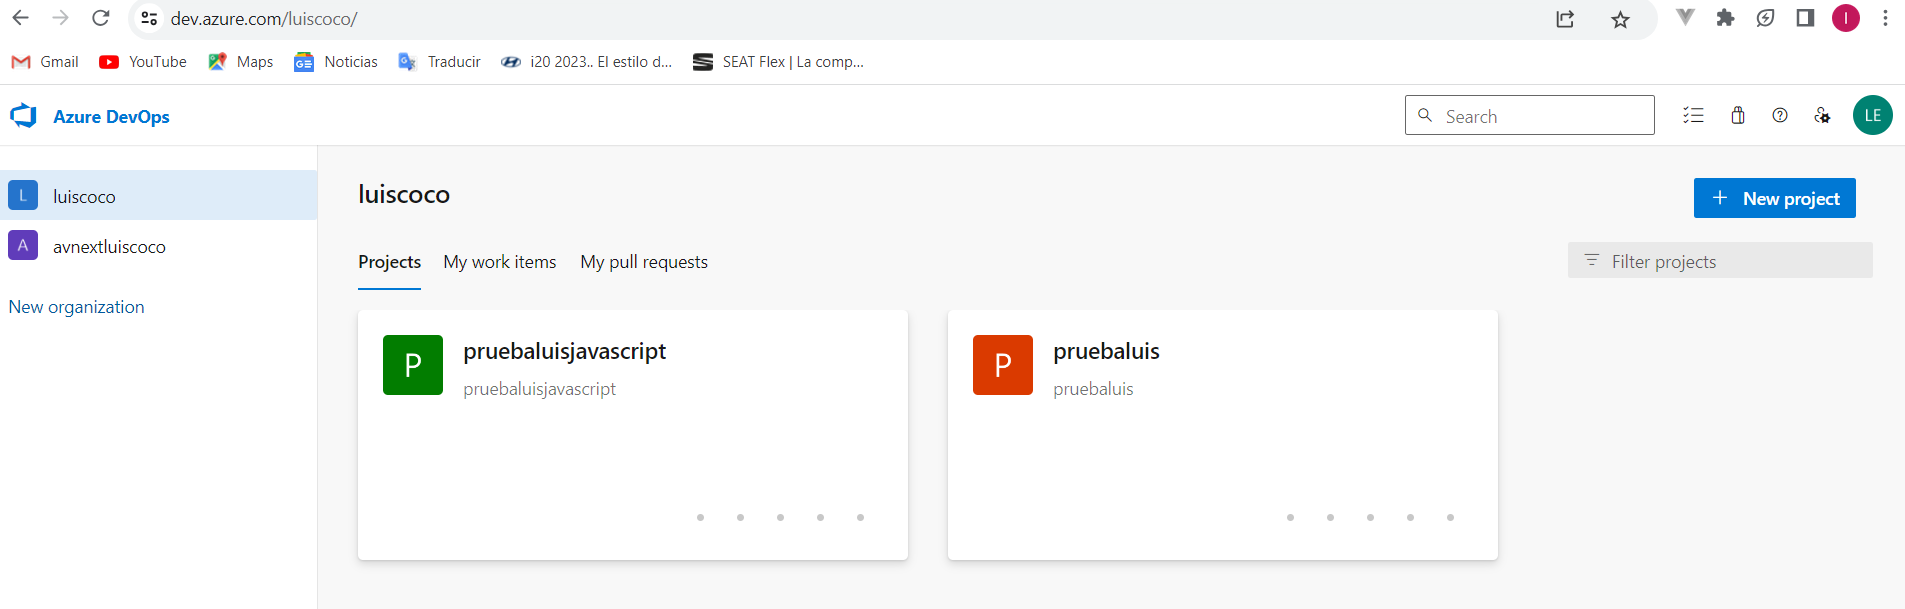 dev.azure.com/luiscoco/
I
Gmail YouTube Maps Noticias Traducir i20 2023.. El estilo d... SEAT Flex | La comp...
Azure DevOps
Search
LE
L luiscoco
A avnextluiscoco
New organization
luiscoco
New project
Projects My work items My pull requests
Filter projects
P pruebaluisjavascript
pruebaluisjavascript
P pruebaluis
pruebaluis